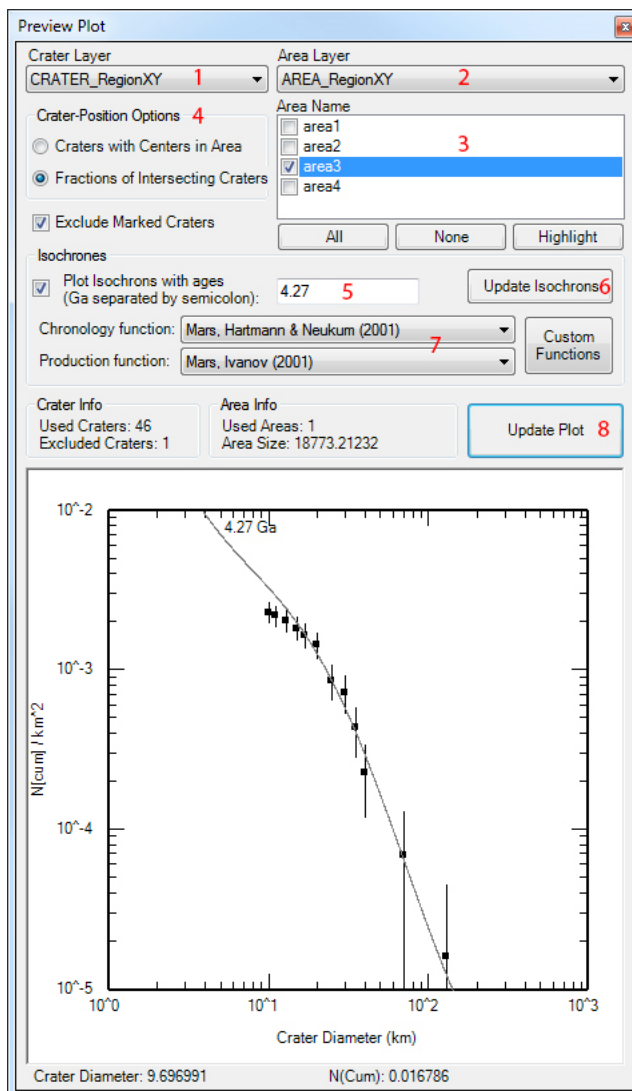 Preview Plot
x
Crater Layer
Area Layer
CRATER_RegionXY 1
AREA_RegionXY 2
Crater-Position Options 4
Area Name
area1
area2
area3
area4
3
Craters with Centers in Area
Fractions of Intersecting Craters
Exclude Marked Craters
All None Highlight
Isochrones
Plot Isochrons with ages
(Ga separated by semicolon):
4.27 5
Update Isochrons 6
Chronology function: Mars, Hartmann & Neukum (2001)
7
Production function: Mars, Ivanov (2001)
Custom
Functions
Crater Info
Used Craters: 46
Excluded Craters: 1
Area Info
Used Areas: 1
Area Size: 18773.21232
Update Plot 8
10^-2
4.27 Ga
10^-3
N[cum] / km^2
10^-4
10^-5
10^0 10^1 10^2 10^3
Crater Diameter (km)
Crater Diameter: 9.696991 N(Cum): 0.016786